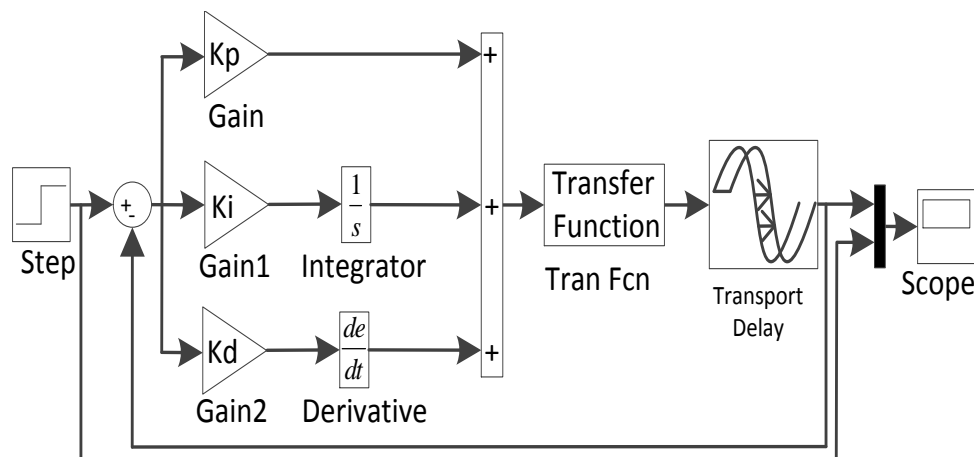 Kp
+
Gain
Step
+
-
Ki
1
s
+
Gain1
Integrator
Transfer
Function
Tran Fcn
Transport
Delay
Scope
Kd
de
dt
+
Gain2
Derivative